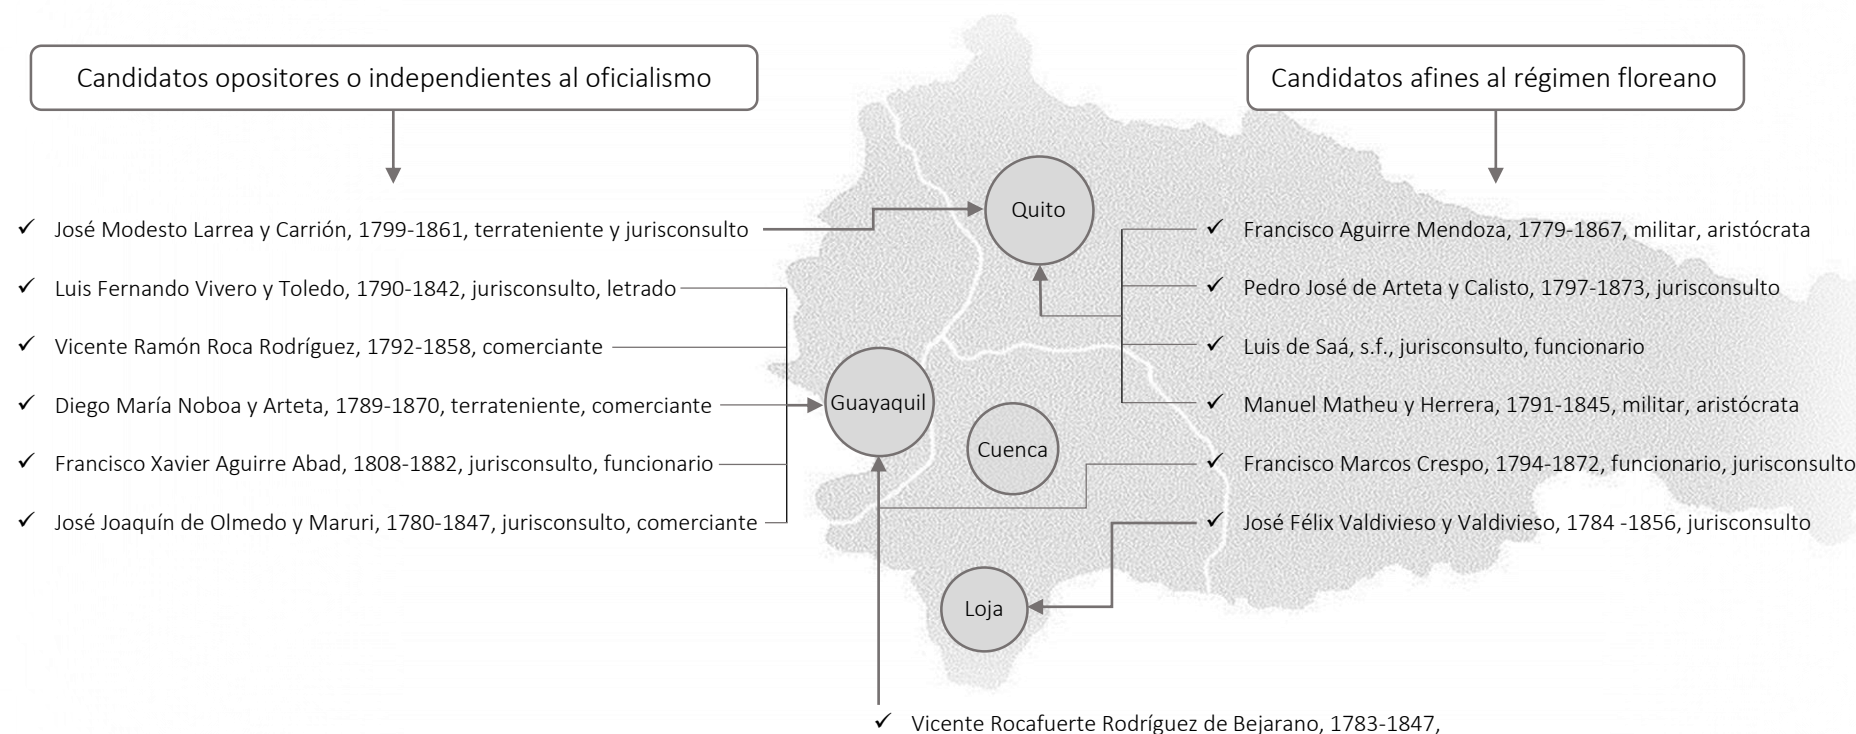 Candidatos opositores o independientes al oficialismo
✓ José Modesto Larrea y Carrión, 1799-1861, terrateniente y jurisconsulto
✓ Luis Fernando Vivero y Toledo, 1790-1842, jurisconsulto, letrado
✓ Vicente Ramón Roca Rodríguez, 1792-1858, comerciante
✓ Diego María Noboa y Arteta, 1789-1870, terrateniente, comerciante
✓ Francisco Xavier Aguirre Abad, 1808-1882, jurisconsulto, funcionario
✓ José Joaquín de Olmedo y Maruri, 1780-1847, jurisconsulto, comerciante
Quito
Guayaquil
Cuenca
Loja
Candidatos afines al régimen floreano
✓ Francisco Aguirre Mendoza, 1779-1867, militar, aristócrata
✓ Pedro José de Arteta y Calisto, 1797-1873, jurisconsulto
✓ Luis de Saá, s.f., jurisconsulto, funcionario
✓ Manuel Matheu y Herrera, 1791-1845, militar, aristócrata
✓ Francisco Marcos Crespo, 1794-1872, funcionario, jurisconsulto
✓ José Félix Valdivieso y Valdivieso, 1784 -1856, jurisconsulto
✓ Vicente Rocafuerte Rodríguez de Bejarano, 1783-1847,